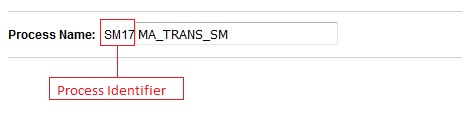 Process Name: SM17 MA_TRANS_SM
Process Identifier